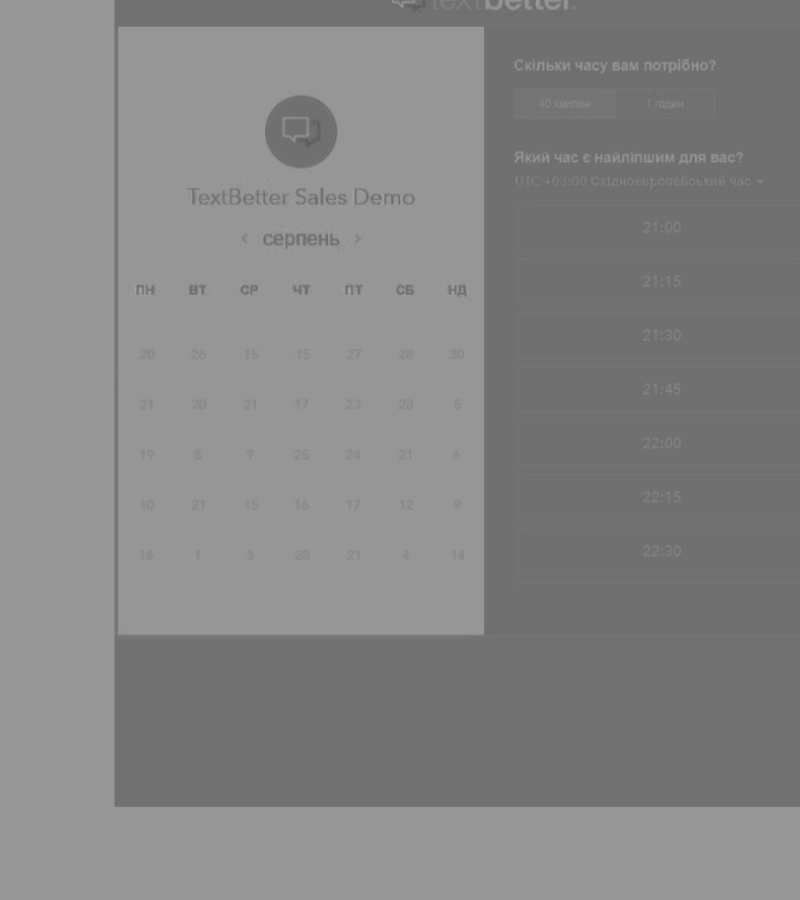 textbetter.
TextBetter Sales Demo
‹ серпень ›
ПН ВТ СР ЧТ ПТ СБ НД
20 26 15 15 27 28 30
21 20 21 17 23 28 5
19 8 9 25 24 21 6
10 21 15 16 17 12 9
16 1 3 28 21 4 14
Скільки часу вам потрібно?
40 хвилин 1 годин
Який час є найліпшим для вас?
UTC +03:00 Східноєвропейський час
21:00
21:15
21:30
21:45
22:00
22:15
22:30